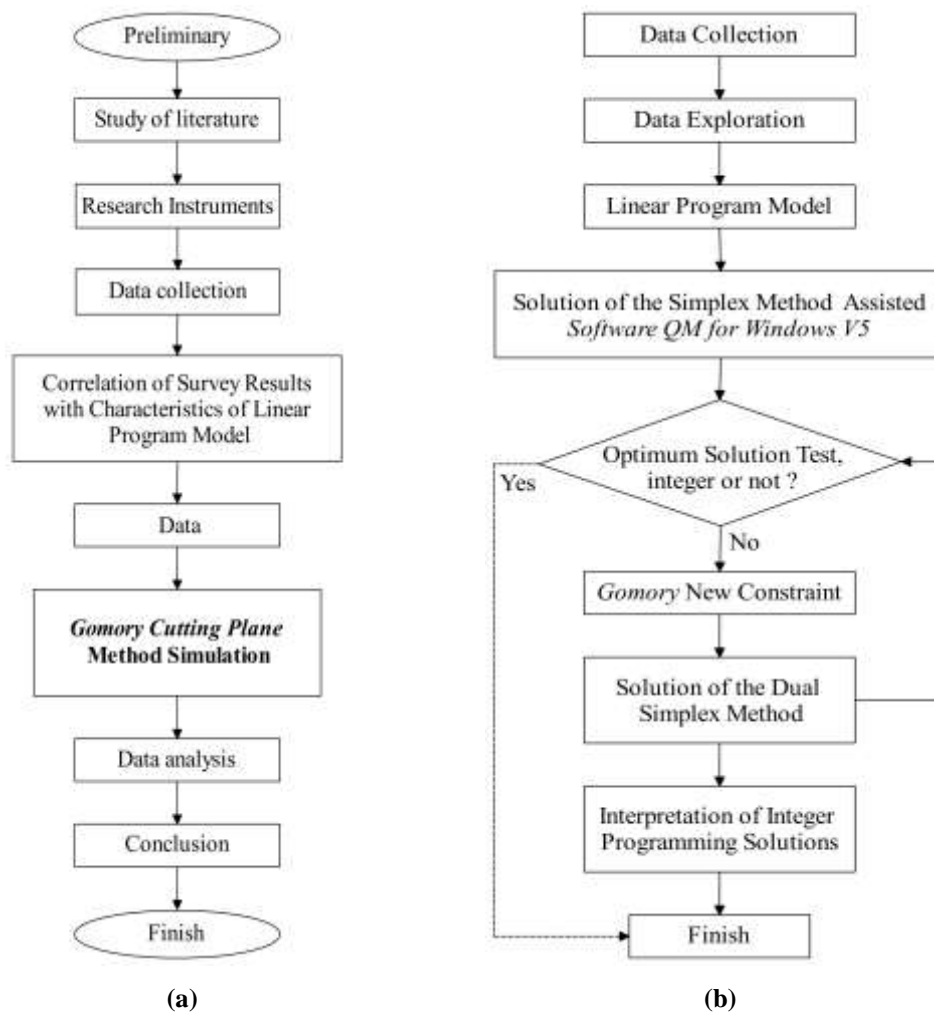 Preliminary
Study of literature
Research Instruments
Data collection
Correlation of Survey Results
with Characteristics of Linear
Program Model
Data
Gomory Cutting Plane
Method Simulation
Data analysis
Conclusion
Finish
(a)
Data Collection
Data Exploration
Linear Program Model
Solution of the Simplex Method Assisted
Software QM for Windows V5
Optimum Solution Test,
integer or not ?
Yes
No
Gomory New Constraint
Solution of the Dual
Simplex Method
Interpretation of Integer
Programming Solutions
Finish
(b)